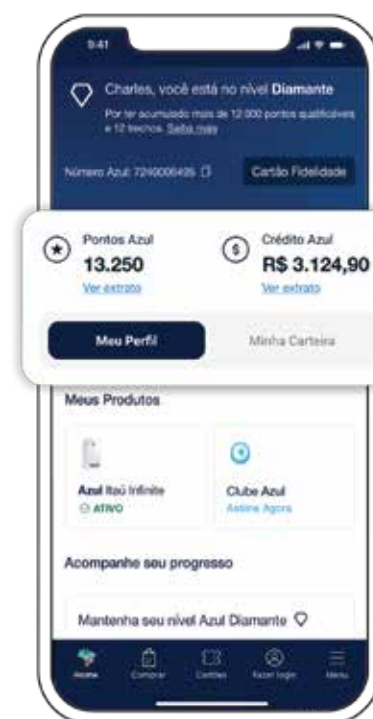 9:41
Charles, você está no nível Diamante
Por ter acumulado mais de 12.000 pontos qualificáveis
e 12 trechos. Saiba mais
Número Azul: 7240006495
Cartão Fidelidade
Pontos Azul
13.250
Ver extrato
Crédito Azul
R$ 3.124,90
Ver extrato
Meu Perfil
Minha Carteira
Meus Produtos
Azul Itaú Infinite
ATIVO
Clube Azul
Assine Agora
Acompanhe seu progresso
Mantenha seu nível Azul Diamante
Home
Comprar
Cartões
Fazer login
Menu